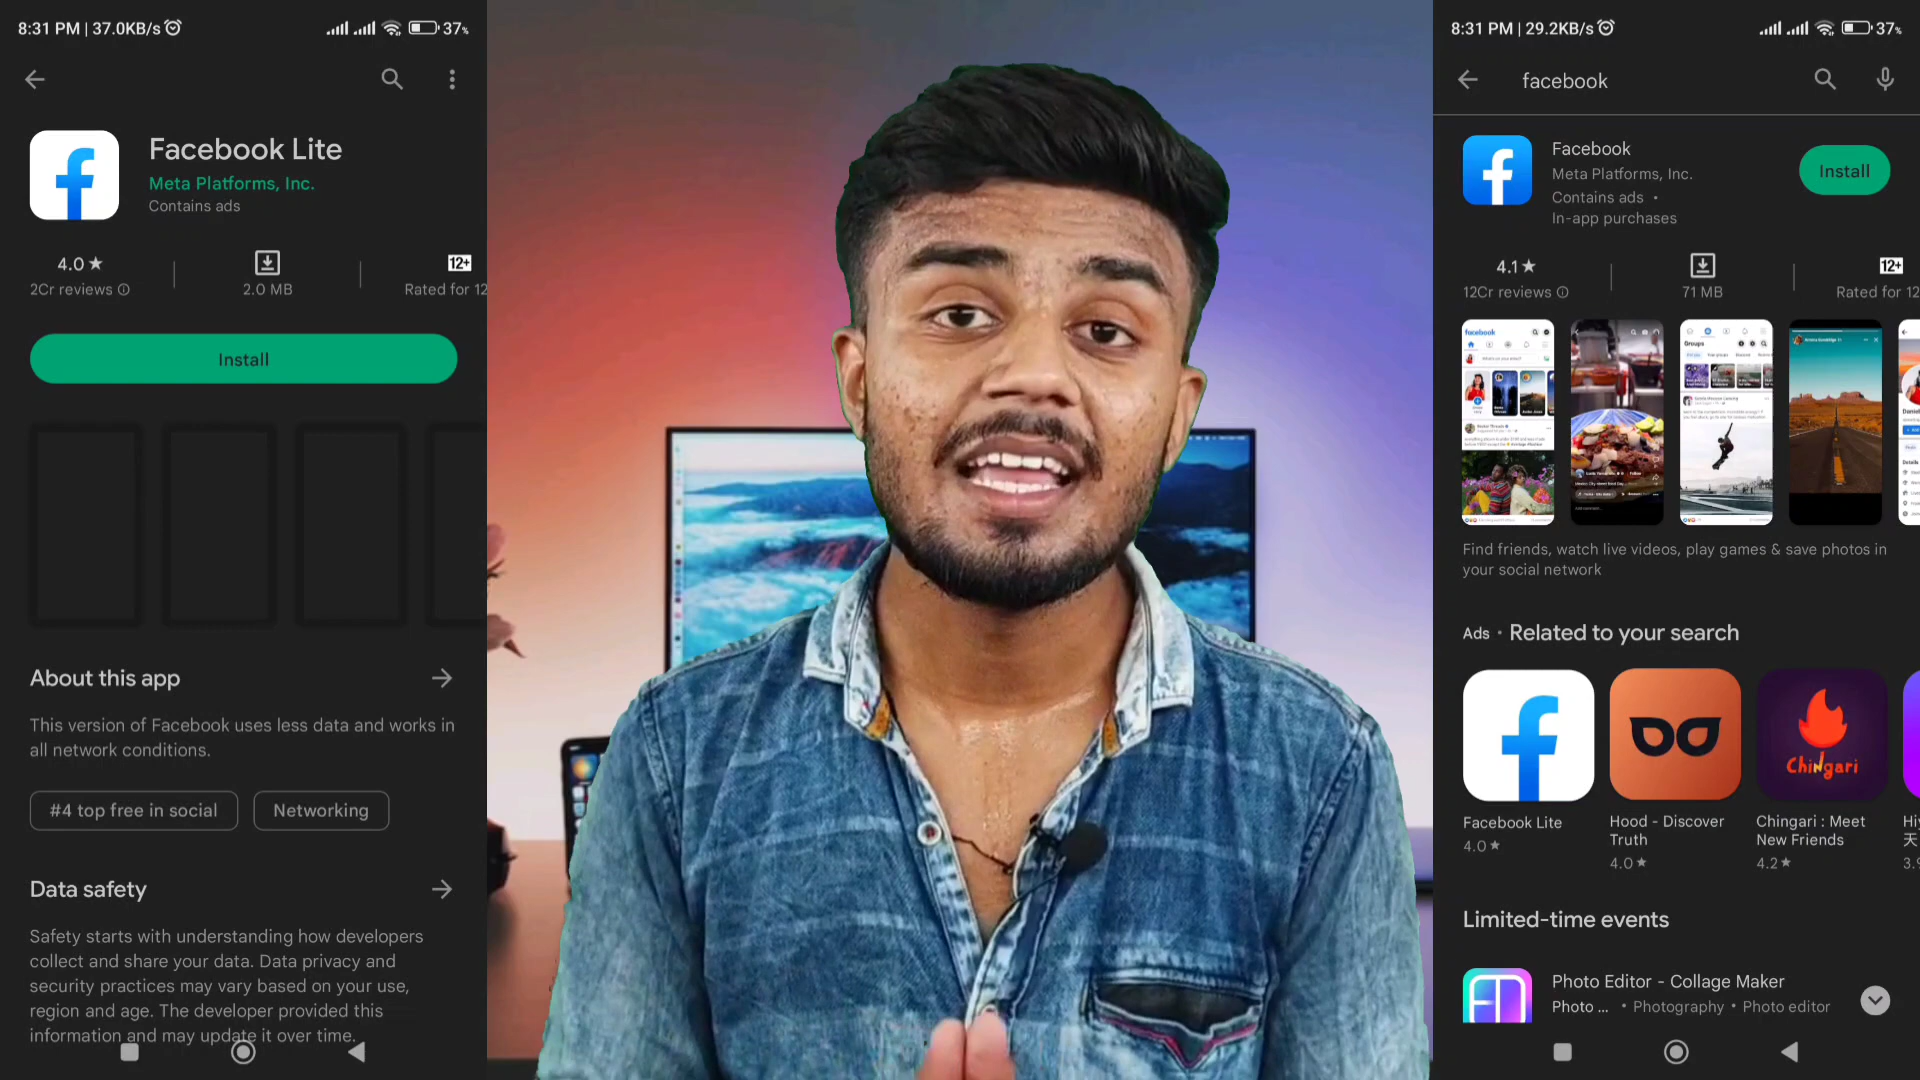 8:31 PM | 37.0KB/s
37%
Facebook Lite
Meta Platforms, Inc.
Contains ads
4.0★
2Cr reviews
2.0 MB
12+
Rated for 12
Install
About this app
This version of Facebook uses less data and works in
all network conditions.
#4 top free in social
Networking
Data safety
Safety starts with understanding how developers
collect and share your data. Data privacy and
security practices may vary based on your use,
region and age. The developer provided this
information and may update it over time.
8:31 PM | 29.2KB/s
37%
facebook
Facebook
Meta Platforms, Inc.
Contains ads •
In-app purchases
Install
4.1★
12Cr reviews
71 MB
12+
Rated for 12
facebook
Groups
Find friends, watch live videos, play games & save photos in
your social network
Ads • Related to your search
Chingari
Facebook Lite
4.0★
Hood - Discover
Truth
4.0★
Chingari : Meet
New Friends
4.2★
天
3.9
Limited-time events
Photo Editor - Collage Maker
Photo ... • Photography • Photo editor